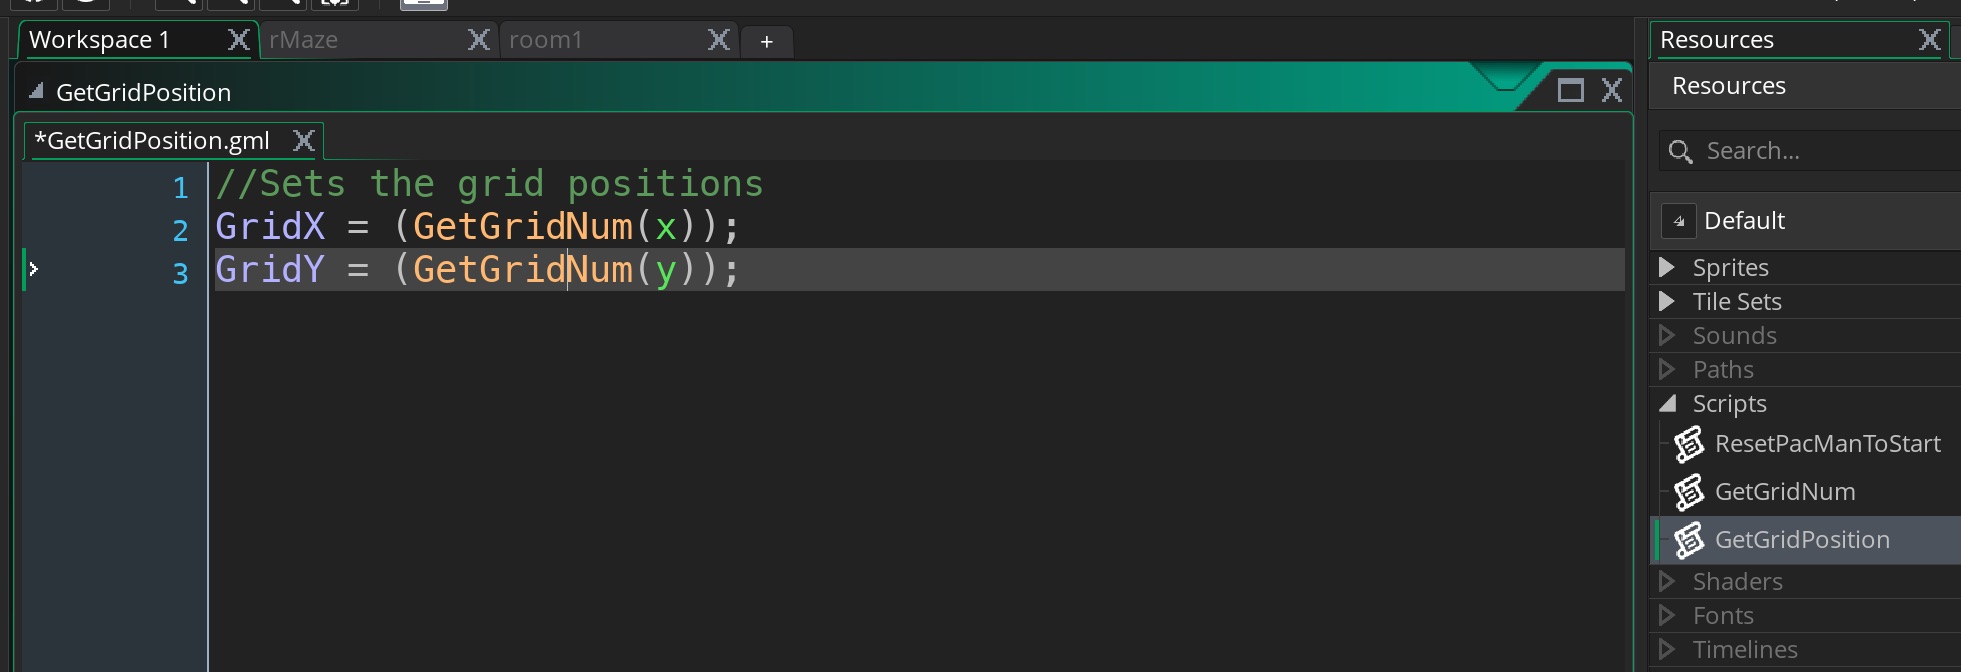 Workspace 1 rMaze room1 +
GetGridPosition
*GetGridPosition.gml
1 //Sets the grid positions
2 GridX = (GetGridNum(x));
3 GridY = (GetGridNum(y));
Resources
Resources
Search...
Default
Sprites
Tile Sets
Sounds
Paths
Scripts
ResetPacManToStart
GetGridNum
GetGridPosition
Shaders
Fonts
Timelines